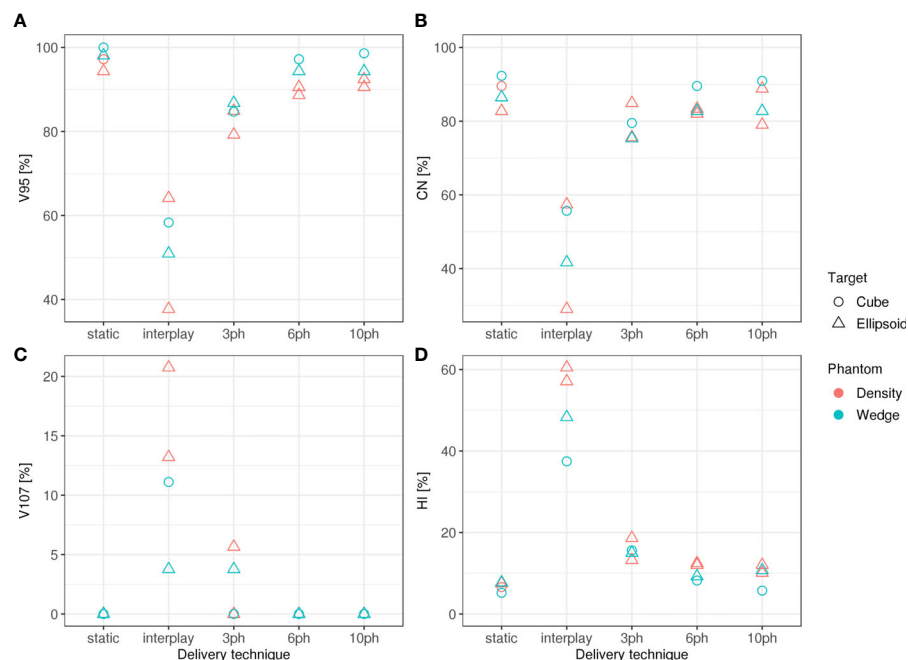 A
V95 [%]
100
80
60
40
static interplay 3ph 6ph 10ph
B
CN [%]
100
80
60
40
static interplay 3ph 6ph 10ph
C
V107 [%]
20
15
10
5
0
static interplay 3ph 6ph 10ph
Delivery technique
D
HI [%]
60
40
20
0
static interplay 3ph 6ph 10ph
Delivery technique
Target
Cube
Ellipsoid
Phantom
Density
Wedge